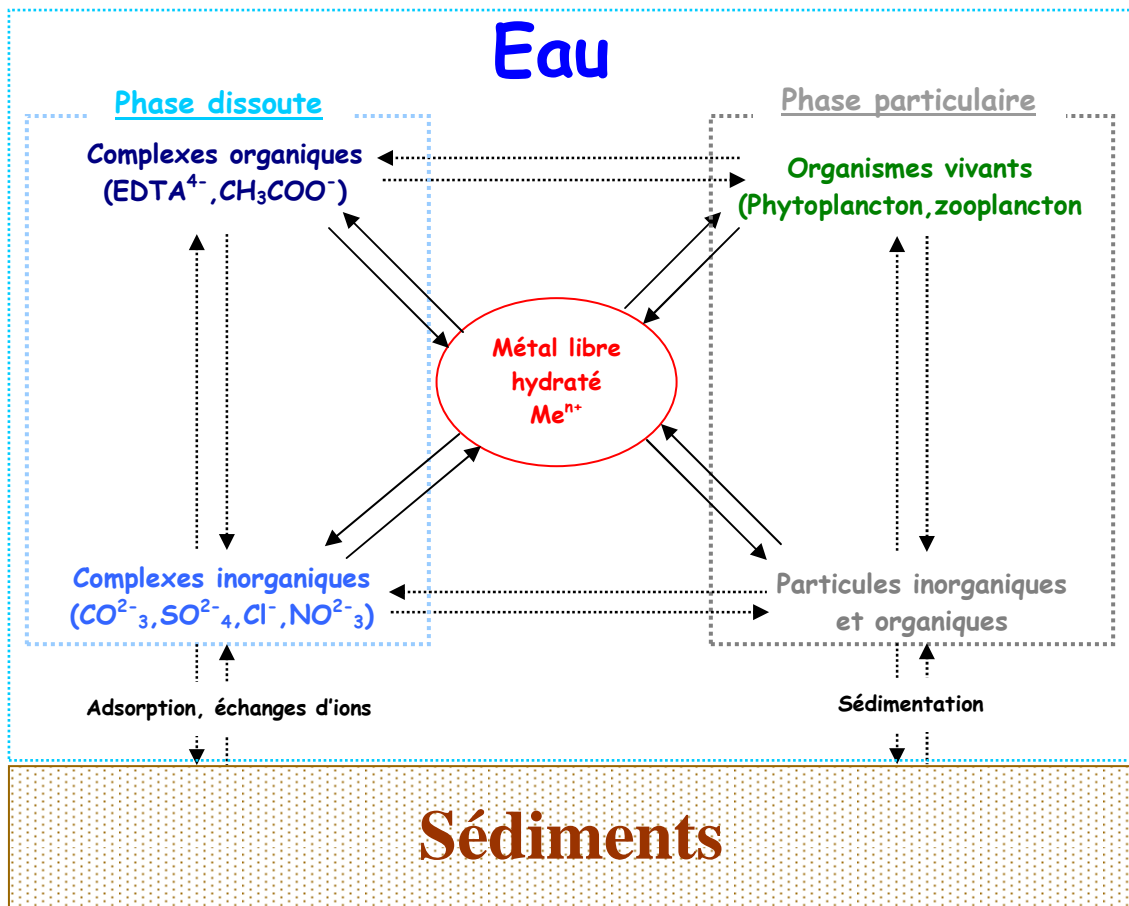 Eau
Phase dissoute
Phase particulaire
Complexes organiques
(EDTA⁴⁻,CH₃COO⁻)
Organismes vivants
(Phytoplancton,zooplancton
Métal libre
hydraté
Meⁿ⁺
Complexes inorganiques
(CO²⁻₃,SO²⁻₄,Cl⁻,NO²⁻₃)
Particules inorganiques
et organiques
Adsorption, échanges d'ions
Sédimentation
Sédiments